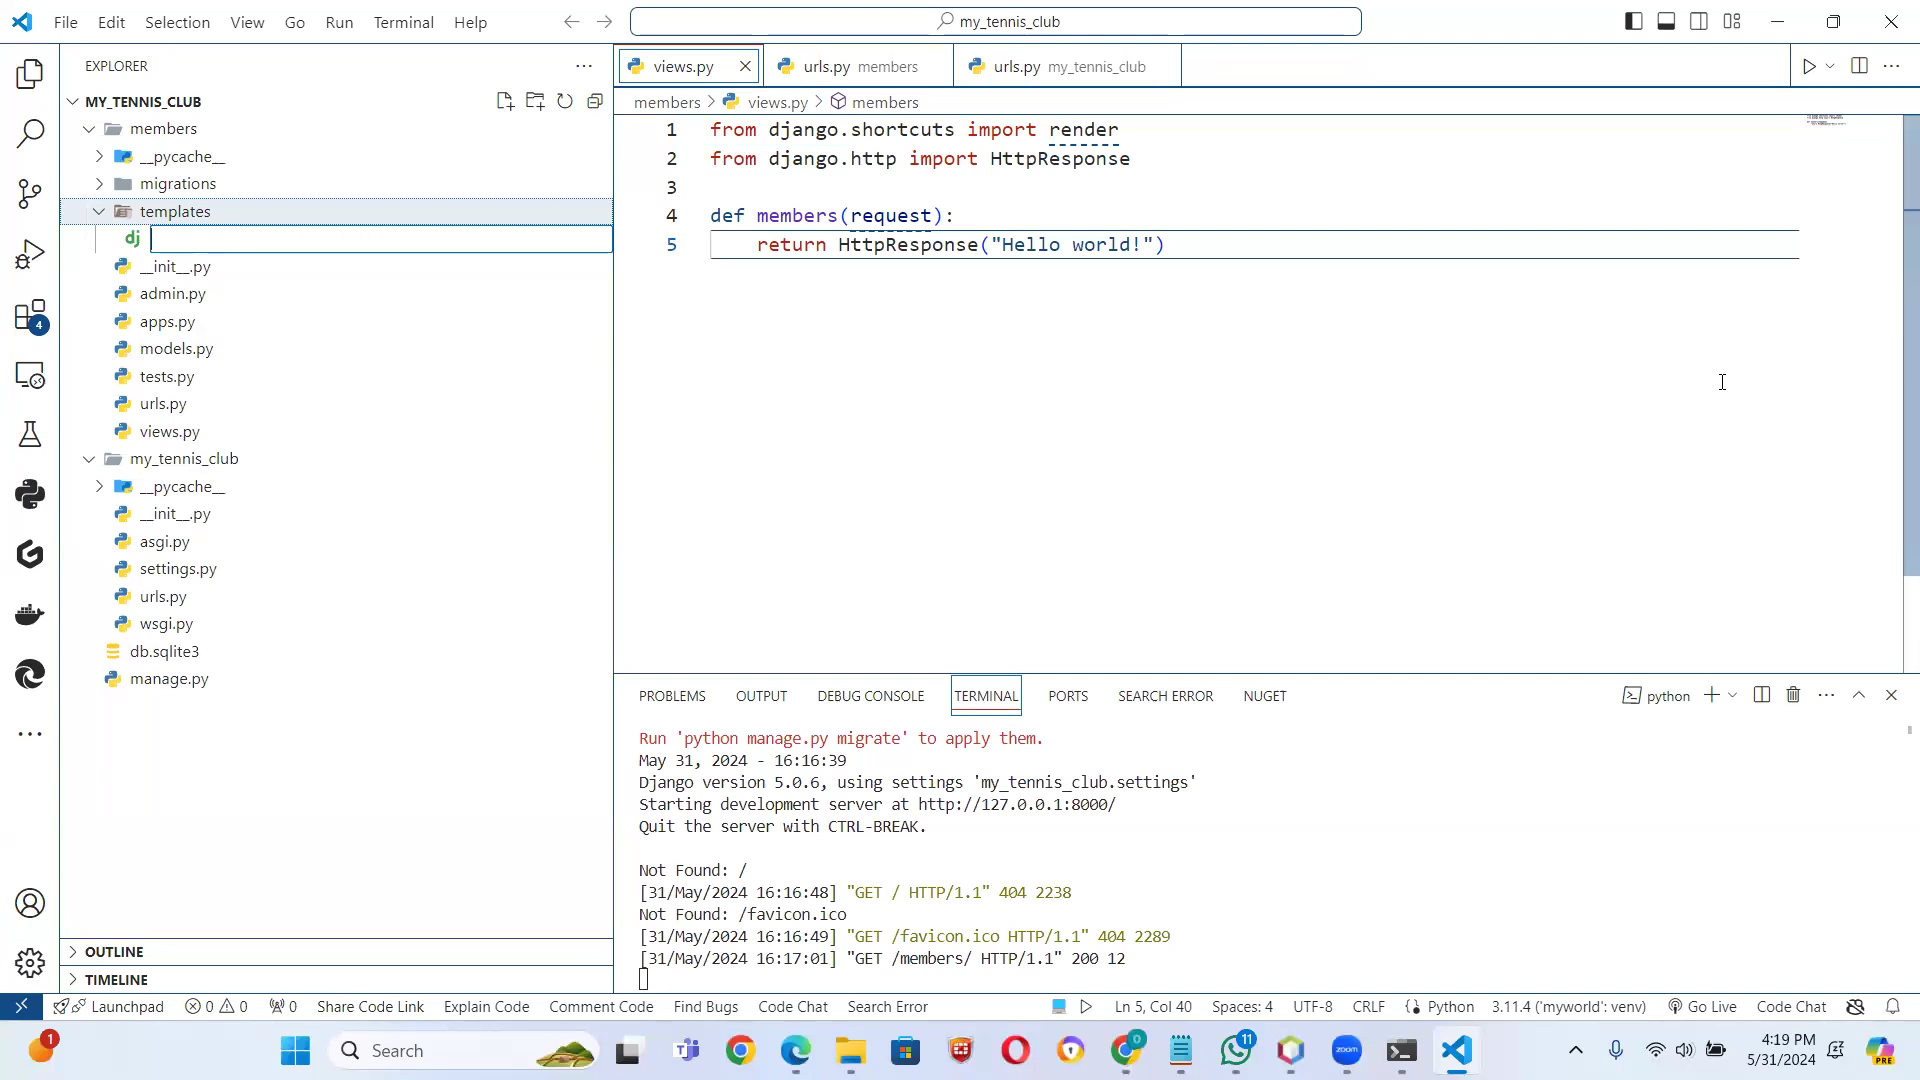 File Edit Selection View Go Run Terminal Help
my_tennis_club
EXPLORER
MY_TENNIS_CLUB
members
__pycache__
migrations
templates
dj
__init__.py
admin.py
apps.py
models.py
tests.py
urls.py
views.py
my_tennis_club
__pycache__
__init__.py
asgi.py
settings.py
urls.py
wsgi.py
db.sqlite3
manage.py
OUTLINE
TIMELINE
4
views.py
urls.py members
urls.py my_tennis_club
members > views.py > members
1 from django.shortcuts import render
2 from django.http import HttpResponse
3
4 def members(request):
5 return HttpResponse("Hello world!")
PROBLEMS OUTPUT DEBUG CONSOLE TERMINAL PORTS SEARCH ERROR NUGET
python
Run 'python manage.py migrate' to apply them.
May 31, 2024 - 16:16:39
Django version 5.0.6, using settings 'my_tennis_club.settings'
Starting development server at http://127.0.0.1:8000/
Quit the server with CTRL-BREAK.
Not Found: /
[31/May/2024 16:16:48] "GET / HTTP/1.1" 404 2238
Not Found: /favicon.ico
[31/May/2024 16:16:49] "GET /favicon.ico HTTP/1.1" 404 2289
[31/May/2024 16:17:01] "GET /members/ HTTP/1.1" 200 12
Launchpad 0 0 0 Share Code Link Explain Code Comment Code Find Bugs Code Chat Search Error Ln 5, Col 40 Spaces: 4 UTF-8 CRLF Python 3.11.4 ('myworld': venv) Go Live Code Chat
1
Search
0
11
zoom
4:19 PM
5/31/2024
PRE